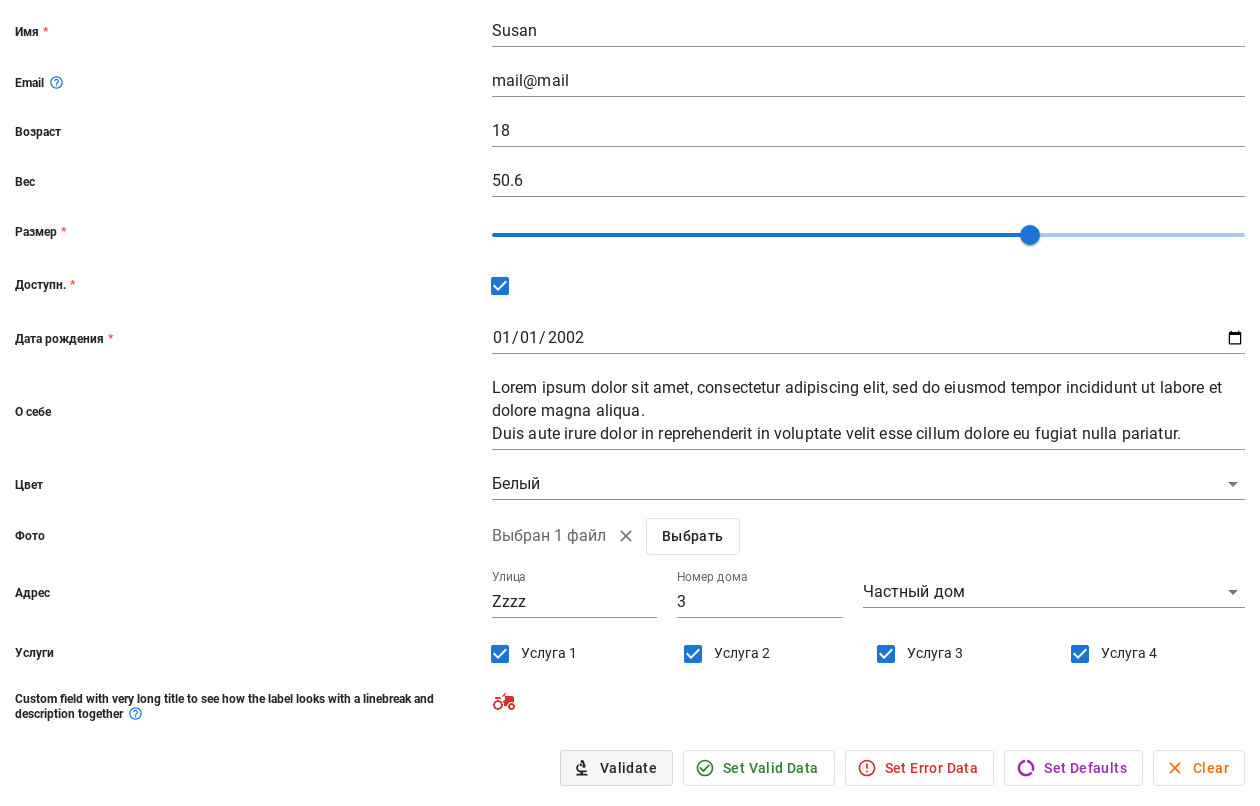 Имя * Susan
Email mail@mail
Возраст 18
Вес 50.6
Размер *
Доступн. *
Дата рождения * 01/01/2002
О себе
Lorem ipsum dolor sit amet, consectetur adipiscing elit, sed do eiusmod tempor incididunt ut labore et
dolore magna aliqua.
Duis aute irure dolor in reprehenderit in voluptate velit esse cillum dolore eu fugiat nulla pariatur.
Цвет Белый
Фото Выбран 1 файл Выбрать
Адрес
Улица Номер дома
Zzzz 3 Частный дом
Услуги Услуга 1 Услуга 2 Услуга 3 Услуга 4
Custom field with very long title to see how the label looks with a linebreak and
description together
Validate Set Valid Data Set Error Data Set Defaults Clear